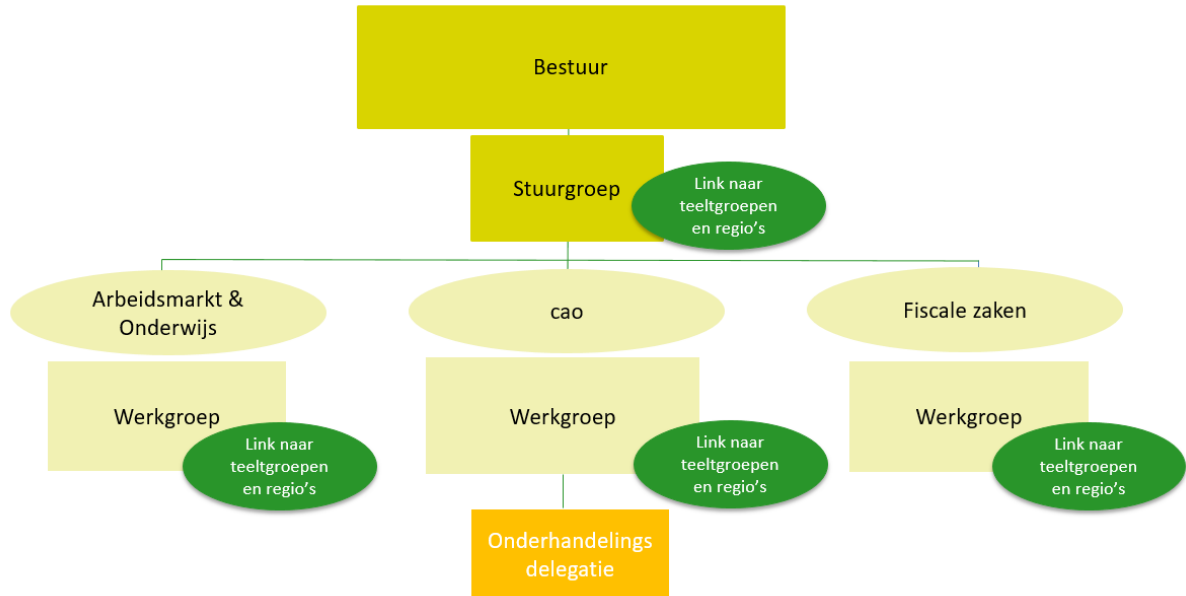 Bestuur
Stuurgroep
Link naar
teeltgroepen
en regio's
Arbeidsmarkt &
Onderwijs
cao
Fiscale zaken
Werkgroep
Link naar
teeltgroepen
en regio's
Werkgroep
Link naar
teeltgroepen
en regio's
Werkgroep
Link naar
teeltgroepen
en regio's
Onderhandelings
delegatie